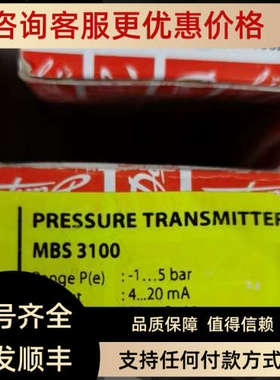 咨询客服更优惠价格
PRESSURE TRANSMITTER
MBS 3100
Range P(e) : -1...5 bar
: 4...20 mA
号齐全
品质保障 值得信赖
发顺丰
支持任何付款方式